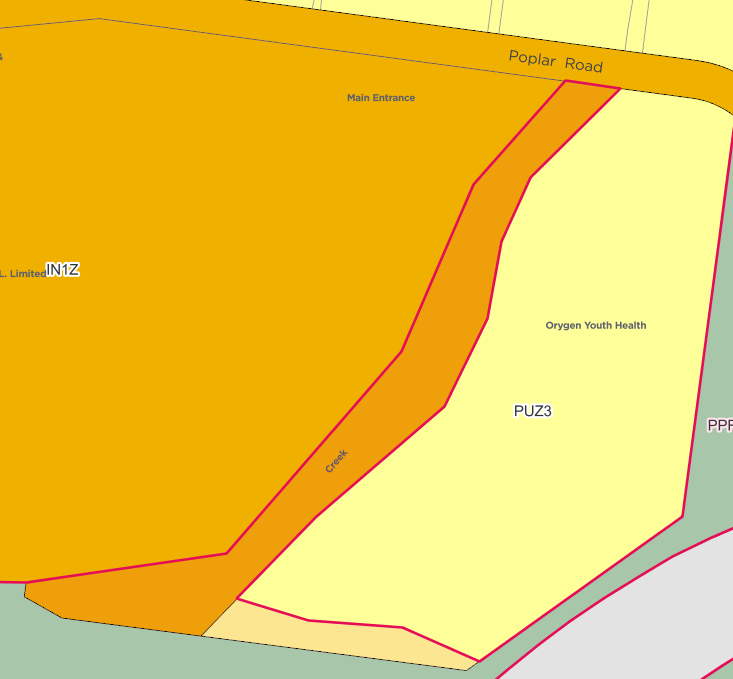 Poplar Road
&
Main Entrance
L. Limited
IN1Z
Orygen Youth Health
PUZ3
PPR
Creek